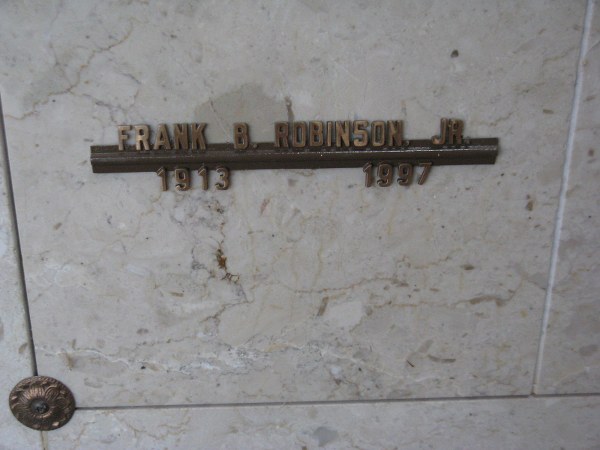 FRANK B. ROBINSON, JR.
1913 1997